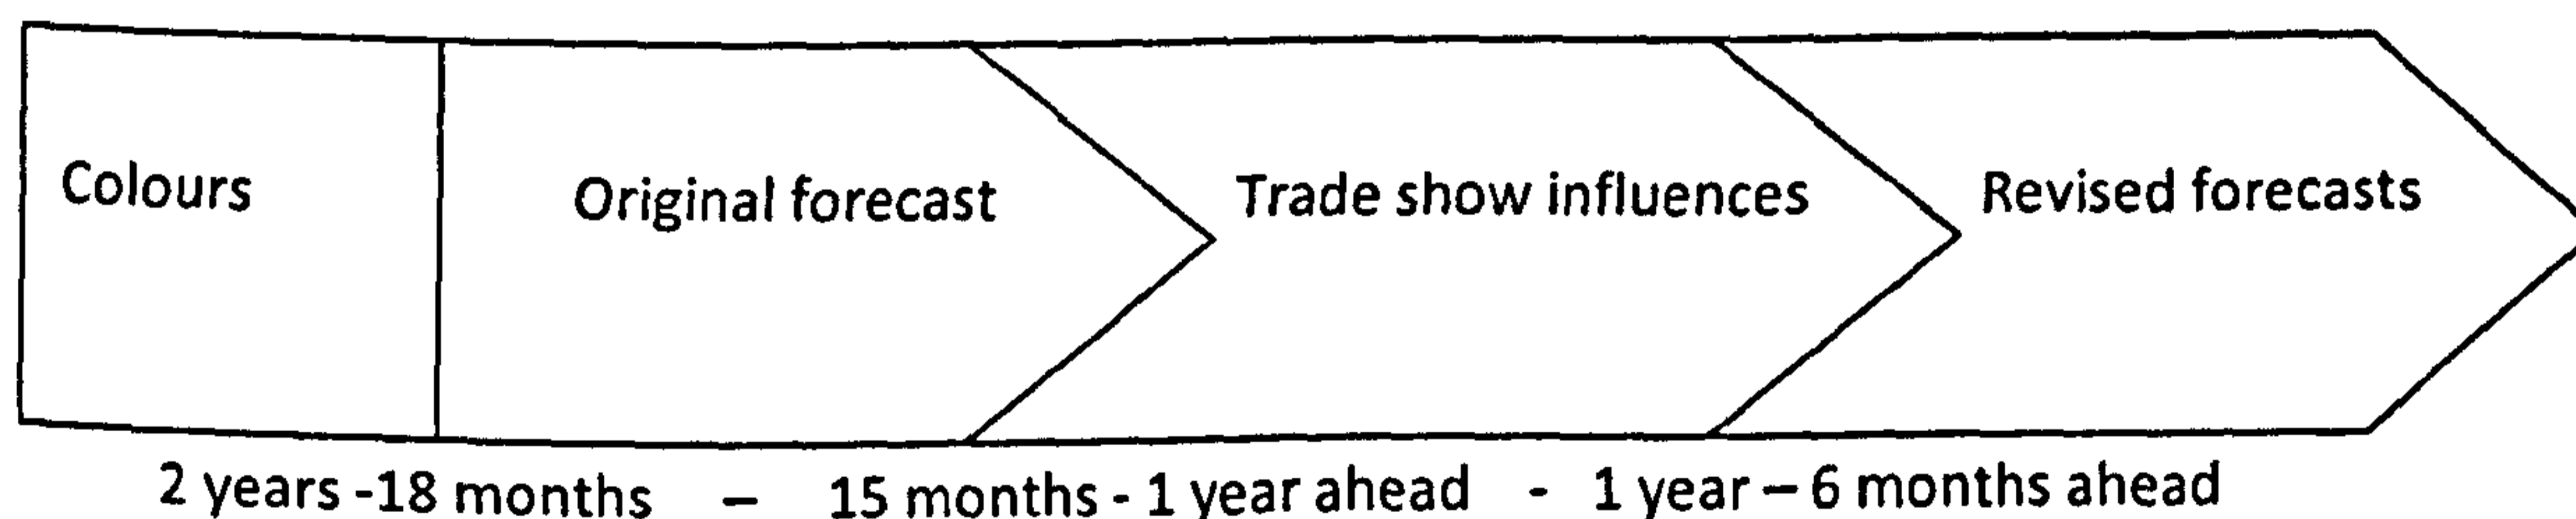 Colours
Original forecast
Trade show influences
Revised forecasts
2 years -18 months – 15 months - 1 year ahead - 1 year – 6 months ahead